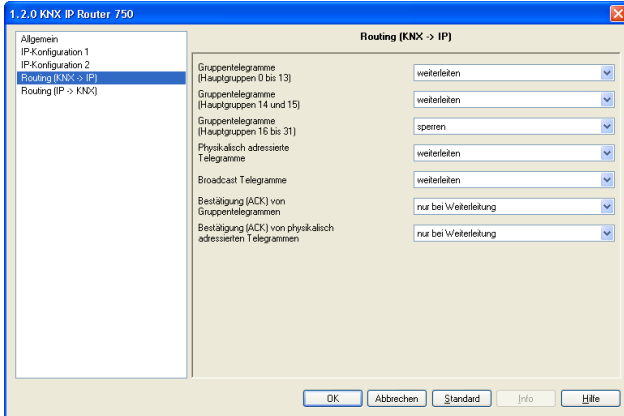 1.2.0 KNX IP Router 750
Allgemein
IP-Konfiguration 1
IP-Konfiguration 2
Routing (KNX -> IP)
Routing (IP -> KNX)
Routing (KNX -> IP)
Gruppentelegramme
(Hauptgruppen 0 bis 13)
weiterleiten
Gruppentelegramme
(Hauptgruppen 14 und 15)
weiterleiten
Gruppentelegramme
(Hauptgruppen 16 bis 31)
sperren
Physikalisch adressierte
Telegramme
weiterleiten
Broadcast Telegramme
weiterleiten
Bestätigung (ACK) von
Gruppentelegrammen
nur bei Weiterleitung
Bestätigung (ACK) von physikalisch
adressierten Telegrammen
nur bei Weiterleitung
OK
Abbrechen
Standard
Info
Hilfe